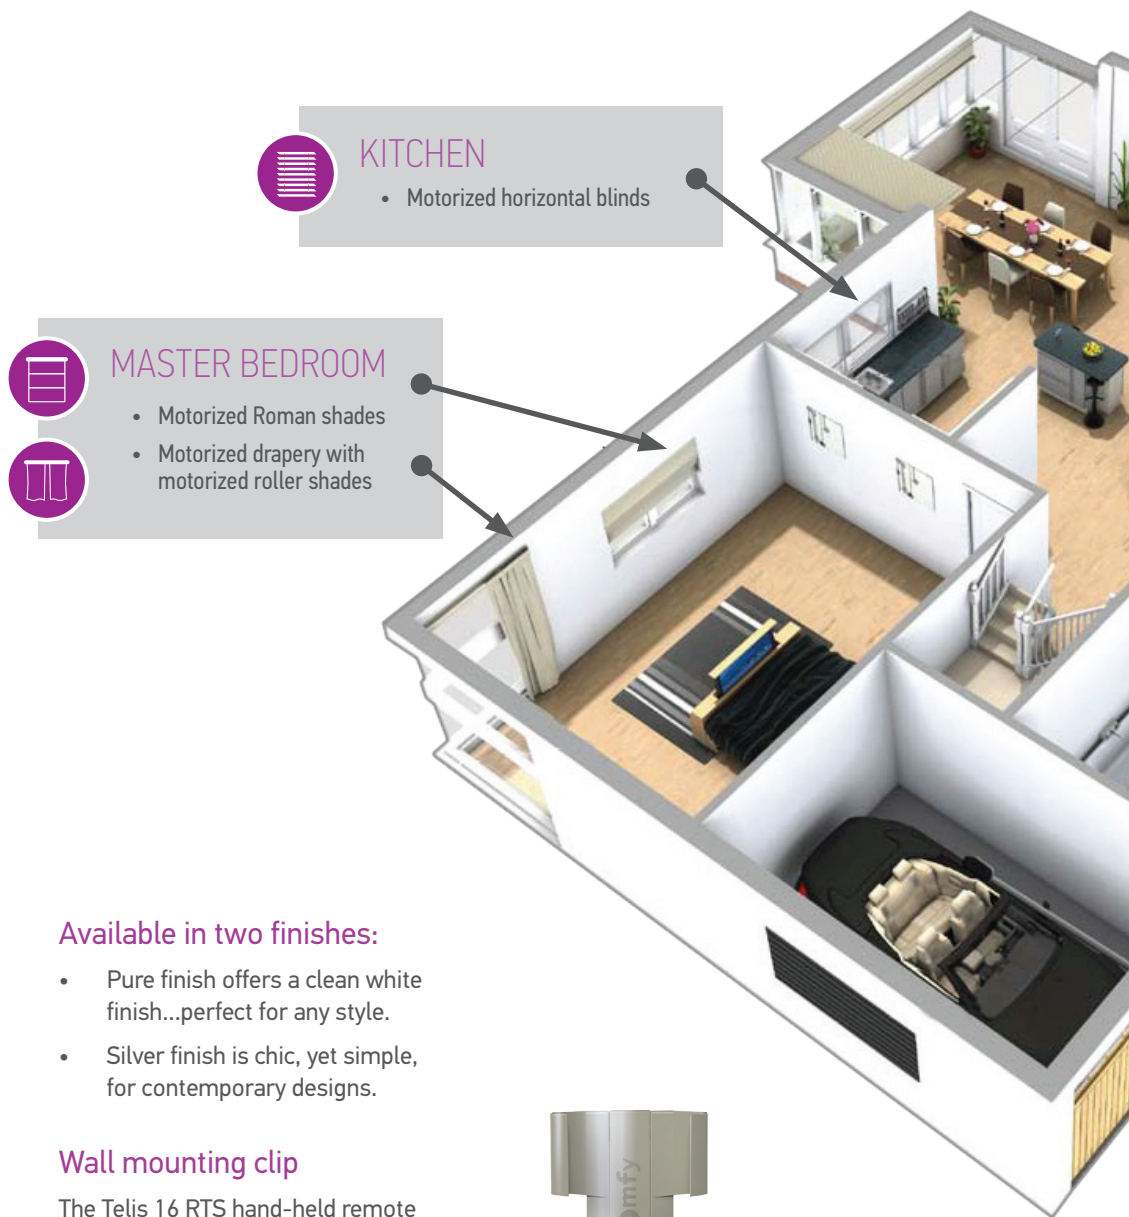 KITCHEN
• Motorized horizontal blinds
MASTER BEDROOM
• Motorized Roman shades
• Motorized drapery with
motorized roller shades
Available in two finishes:
• Pure finish offers a clean white
finish...perfect for any style.
• Silver finish is chic, yet simple,
for contemporary designs.
Wall mounting clip
The Telis 16 RTS hand-held remote
omfy